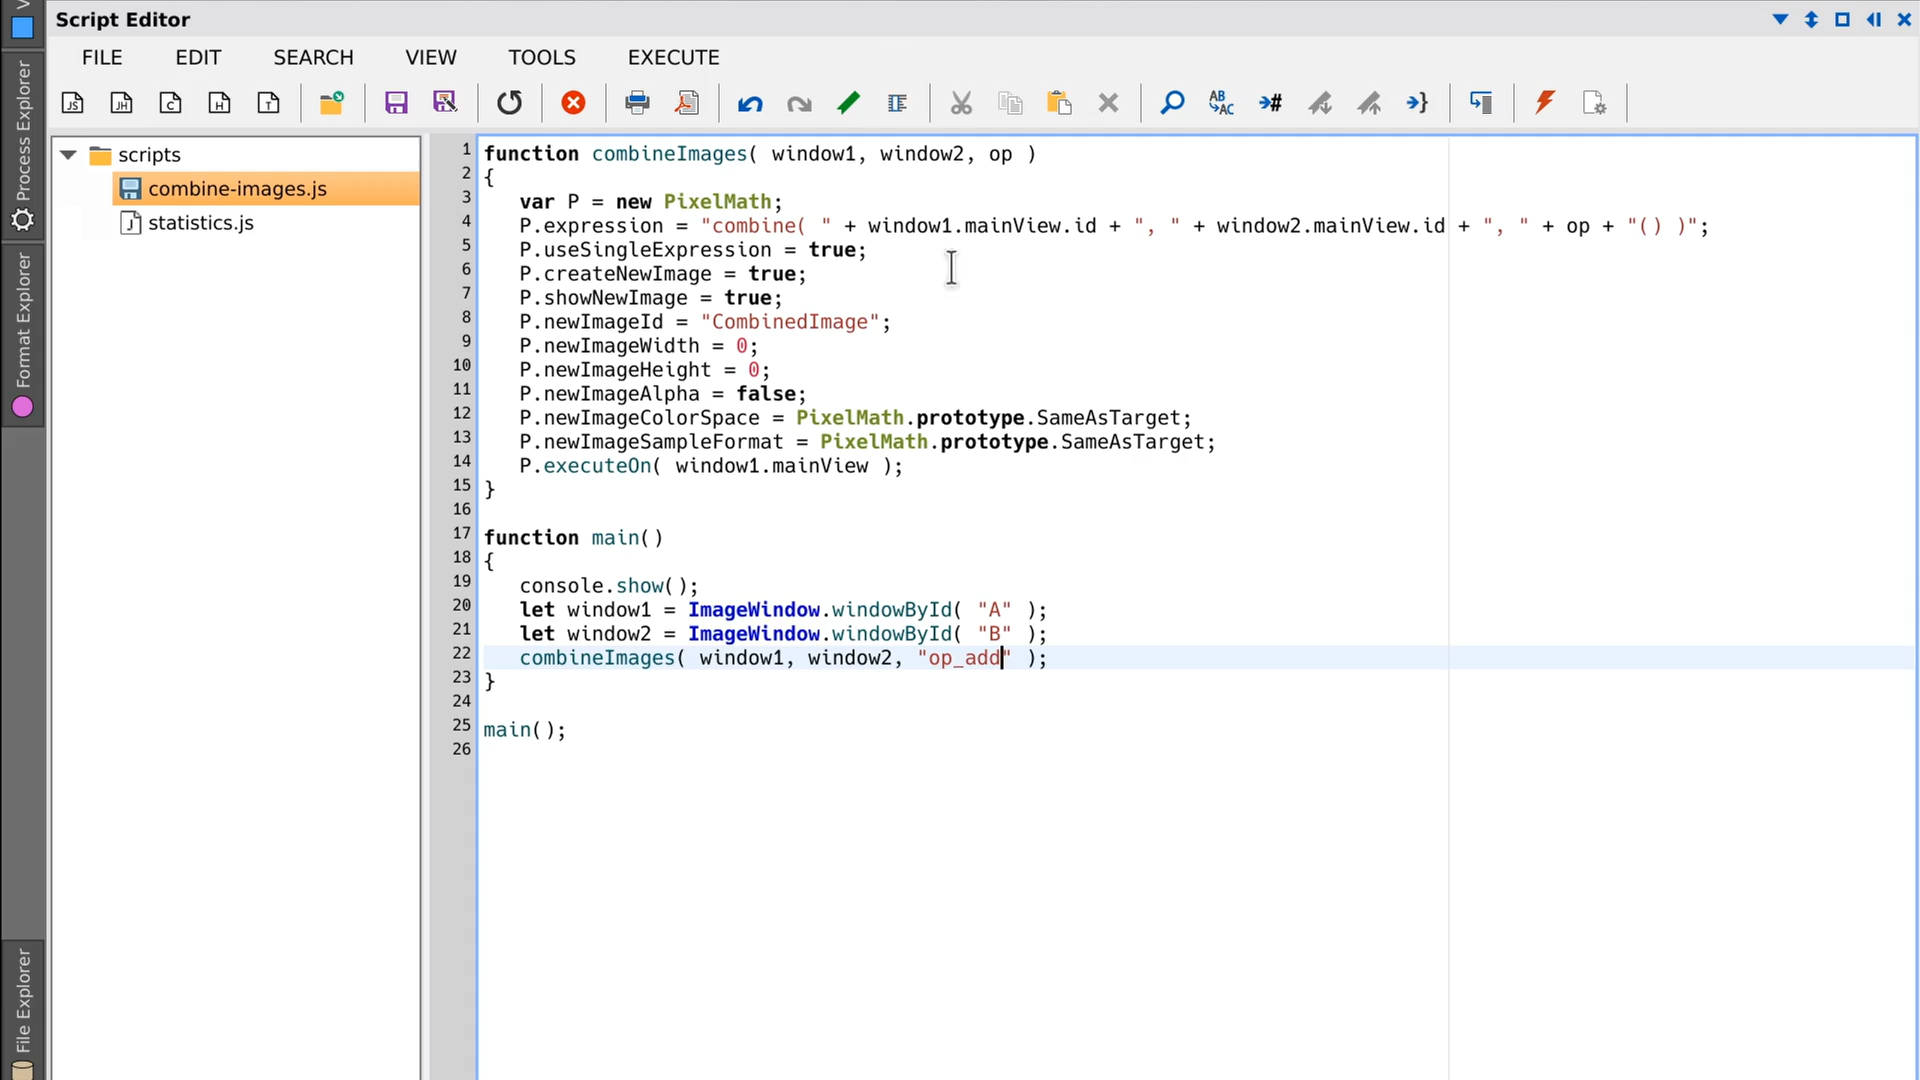 Script Editor
FILE EDIT SEARCH VIEW TOOLS EXECUTE
Process Explorer
Format Explorer
File Explorer
scripts
combine-images.js
statistics.js
1 function combineImages( window1, window2, op )
2 {
3 var P = new PixelMath;
4 P.expression = "combine( " + window1.mainView.id + ", " + window2.mainView.id + ", " + op + "() )";
5 P.useSingleExpression = true;
6 P.createNewImage = true;
7 P.showNewImage = true;
8 P.newImageId = "CombinedImage";
9 P.newImageWidth = 0;
10 P.newImageHeight = 0;
11 P.newImageAlpha = false;
12 P.newImageColorSpace = PixelMath.prototype.SameAsTarget;
13 P.newImageSampleFormat = PixelMath.prototype.SameAsTarget;
14 P.executeOn( window1.mainView );
15 }
16
17 function main()
18 {
19 console.show();
20 let window1 = ImageWindow.windowById( "A" );
21 let window2 = ImageWindow.windowById( "B" );
22 combineImages( window1, window2, "op_add" );
23 }
24
25 main();
26